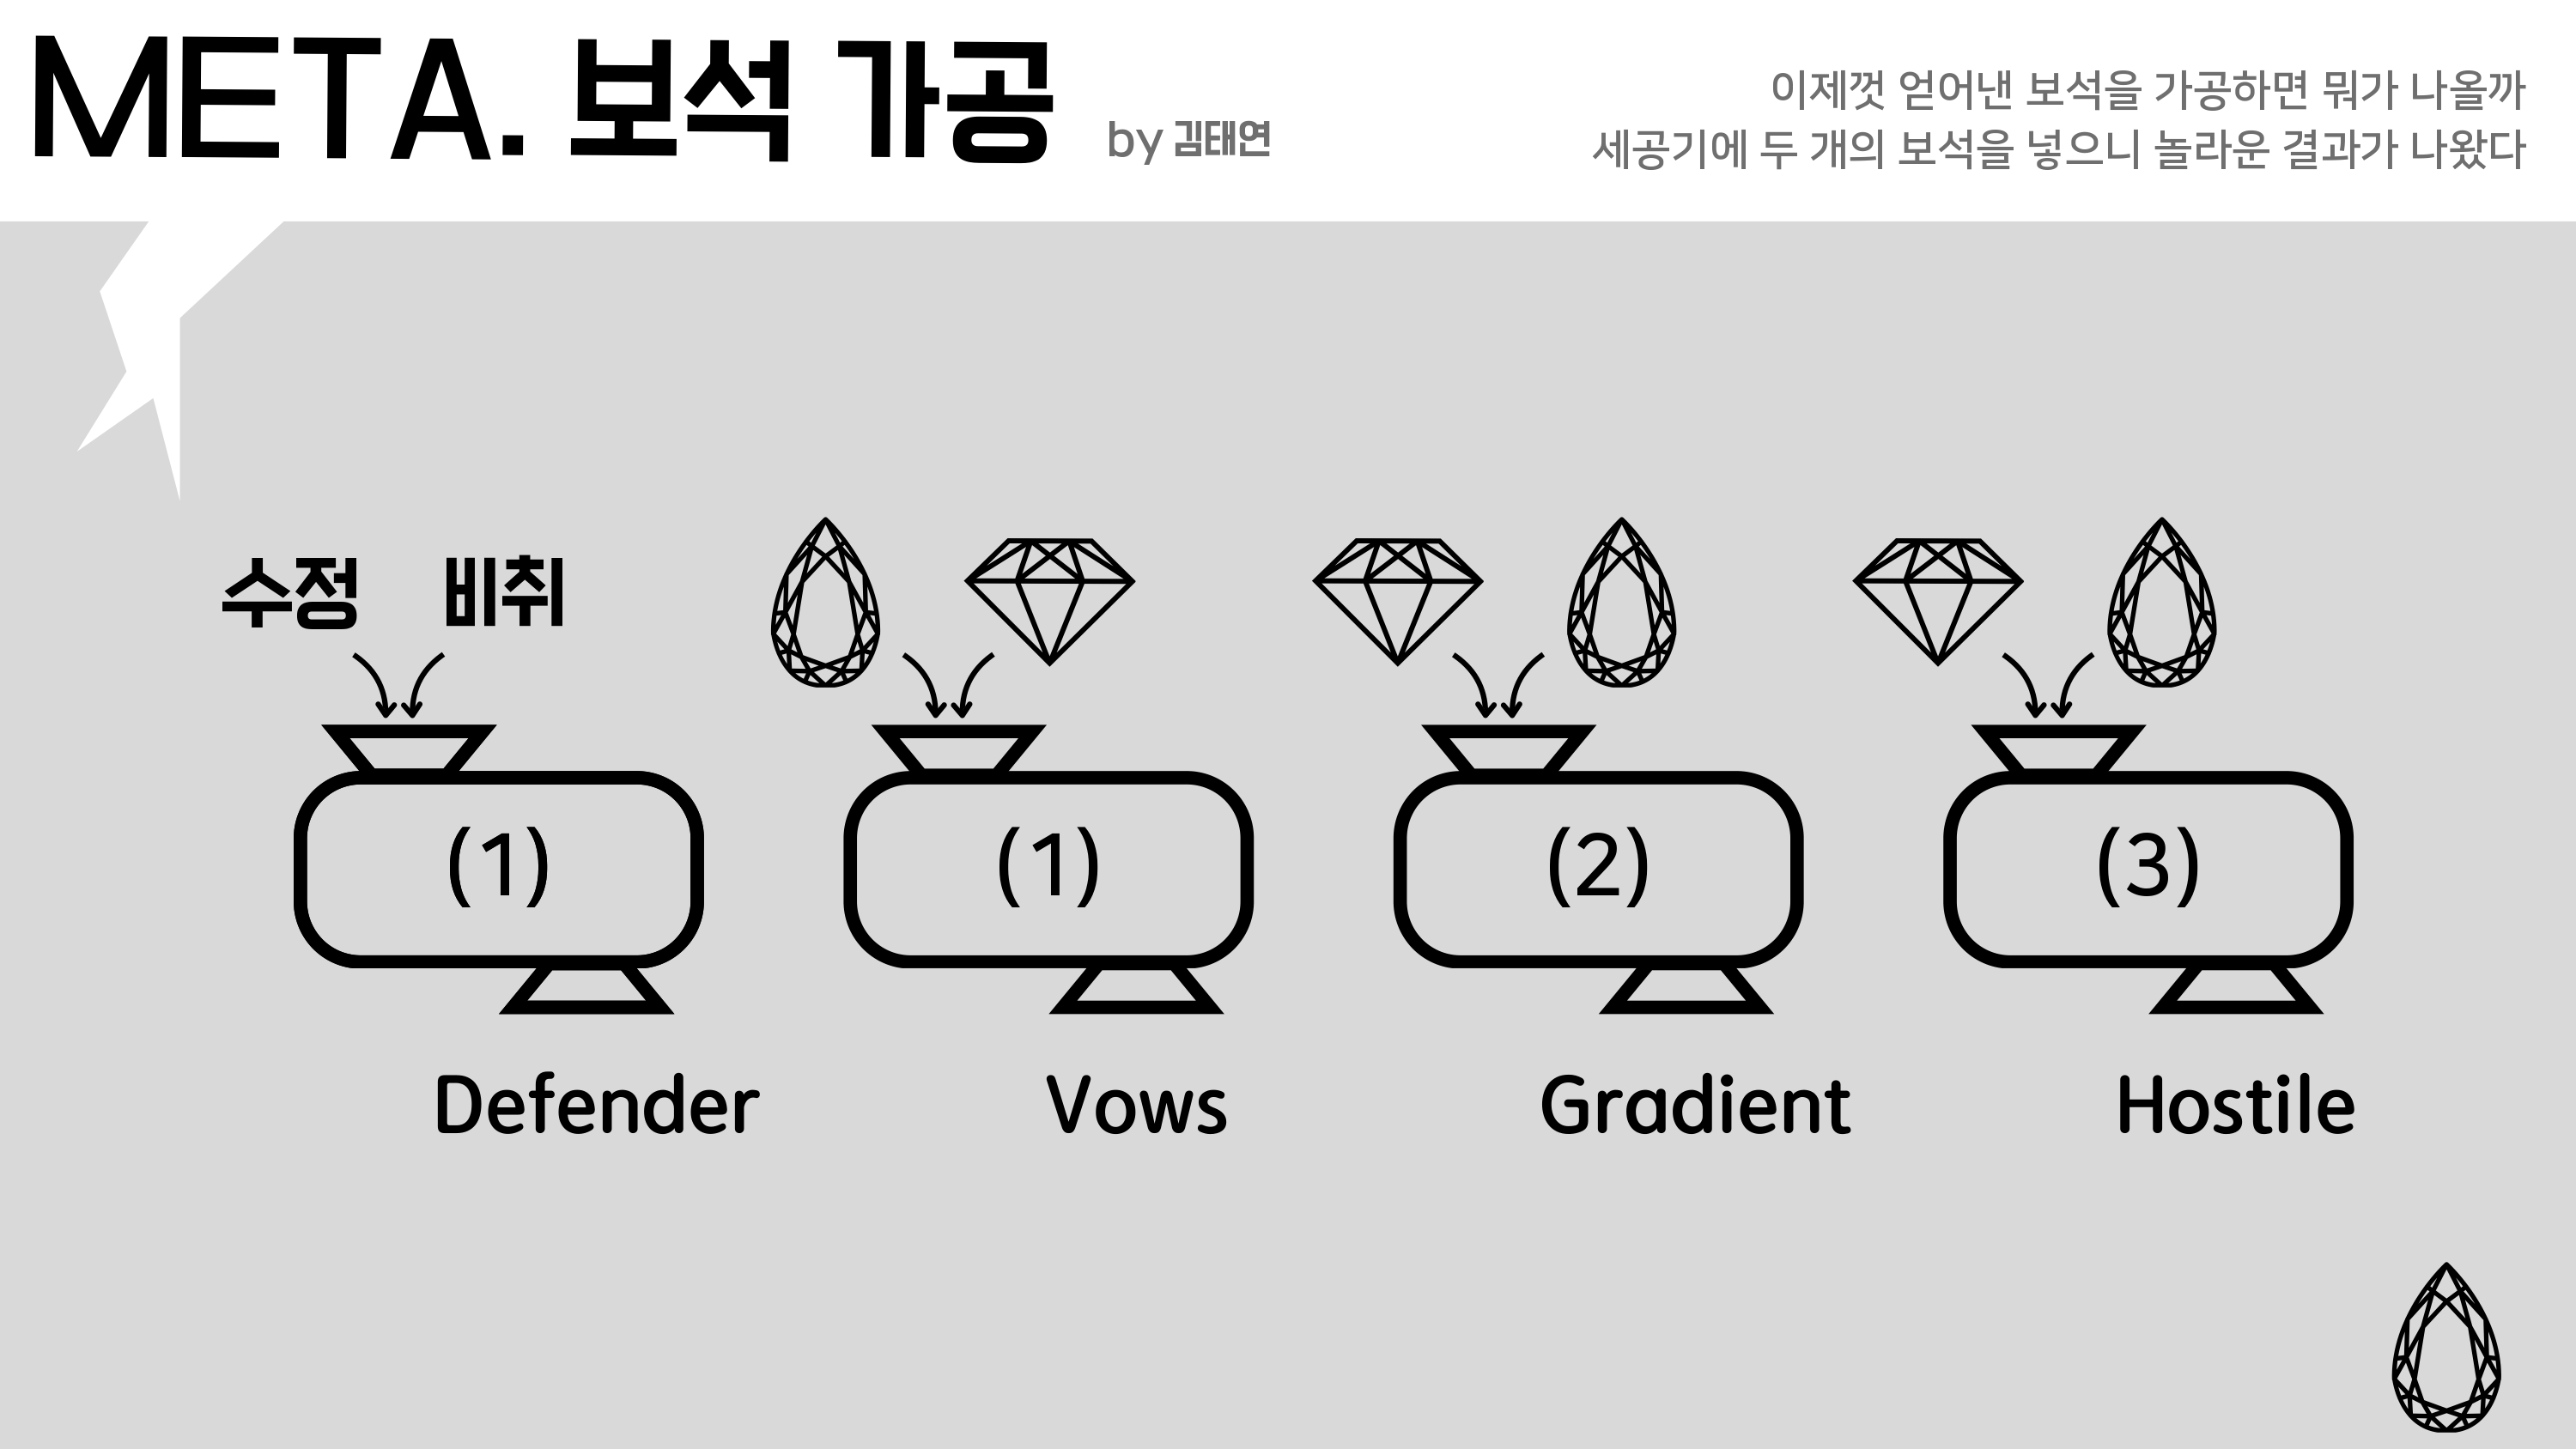 META. 보석 가공 by 김태연
이제껏 얻어낸 보석을 가공하면 뭐가 나올까
세공기에 두 개의 보석을 넣으니 놀라운 결과가 나왔다
수정 비취
(1) (1) (2) (3)
Defender Vows Gradient Hostile